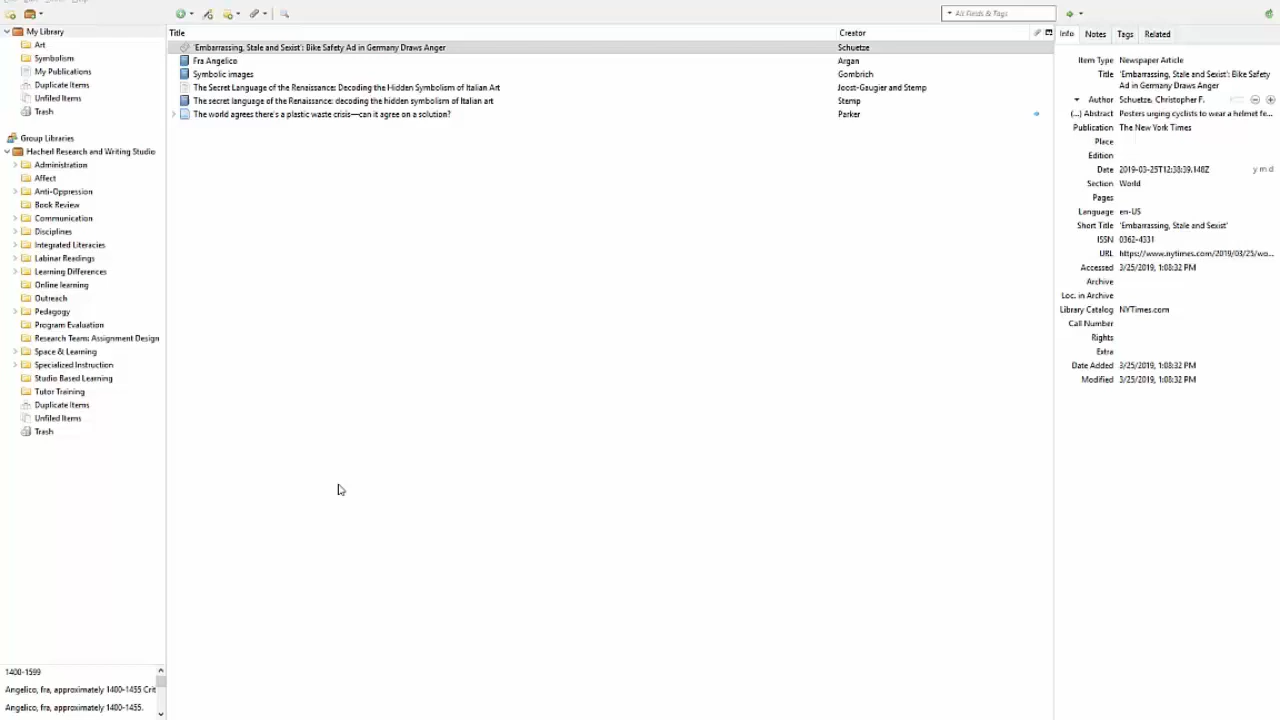 All Fields & Tags
My Library
Art
Symbolism
My Publications
Duplicate Items
Unfiled Items
Trash
Group Libraries
Hacherl Research and Writing Studio
Administration
Affect
Anti-Oppression
Book Review
Communication
Disciplines
Integrated Literacies
Labinar Readings
Learning Differences
Online learning
Outreach
Pedagogy
Program Evaluation
Research Team: Assignment Design
Space & Learning
Specialized Instruction
Studio Based Learning
Tutor Training
Duplicate Items
Unfiled Items
Trash
1400-1599
Angelico, fra, approximately 1400-1455 Crit
Angelico, fra, approximately 1400-1455.
Title Creator
'Embarrassing, Stale and Sexist': Bike Safety Ad in Germany Draws Anger Schuetze
Fra Angelico Argan
Symbolic images Gombrich
The Secret Language of the Renaissance: Decoding the Hidden Symbolism of Italian Art Joost-Gaugier and Stemp
The secret language of the Renaissance: decoding the hidden symbolism of Italian art Stemp
The world agrees there's a plastic waste crisis—can it agree on a solution? Parker
Info Notes Tags Related
Item Type Newspaper Article
Title 'Embarrassing, Stale and Sexist': Bike Safety
Ad in Germany Draws Anger
Author Schuetze, Christopher F.
(...) Abstract Posters urging cyclists to wear a helmet fe...
Publication The New York Times
Place
Edition
Date 2019-03-25T12:38:39.148Z y m d
Section World
Pages
Language en-US
Short Title 'Embarrassing, Stale and Sexist'
ISSN 0362-4331
URL https://www.nytimes.com/2019/03/25/wo...
Accessed 3/25/2019, 1:08:32 PM
Archive
Loc. in Archive
Library Catalog NYTimes.com
Call Number
Rights
Extra
Date Added 3/25/2019, 1:08:32 PM
Modified 3/25/2019, 1:08:32 PM